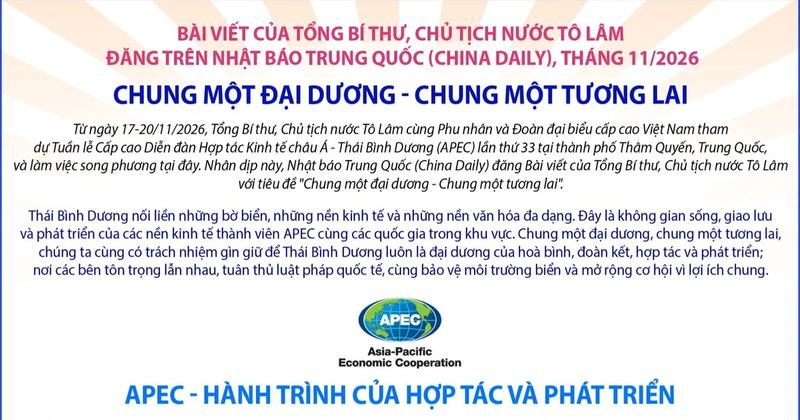 BÀI VIẾT CỦA TỔNG BÍ THƯ, CHỦ TỊCH NƯỚC TÔ LÂM
ĐĂNG TRÊN NHẬT BÁO TRUNG QUỐC (CHINA DAILY), THÁNG 11/2026
CHUNG MỘT ĐẠI DƯƠNG - CHUNG MỘT TƯƠNG LAI
Từ ngày 17-20/11/2026, Tổng Bí thư, Chủ tịch nước Tô Lâm cùng Phu nhân và Đoàn đại biểu cấp cao Việt Nam tham
dự Tuần lễ Cấp cao Diễn đàn Hợp tác Kinh tế châu Á - Thái Bình Dương (APEC) lần thứ 33 tại thành phố Thâm Quyến, Trung Quốc,
và làm việc song phương tại đây. Nhân dịp này, Nhật báo Trung Quốc (China Daily) đăng Bài viết của Tổng Bí thư, Chủ tịch nước Tô Lâm
với tiêu đề "Chung một đại dương - Chung một tương lai".
Thái Bình Dương nối liền những bờ biển, những nền kinh tế và những nền văn hóa đa dạng. Đây là không gian sống, giao lưu
và phát triển của các nền kinh tế thành viên APEC cùng các quốc gia trong khu vực. Chung một đại dương, chung một tương lai,
chúng ta cùng có trách nhiệm gìn giữ để Thái Bình Dương luôn là đại dương của hoà bình, đoàn kết, hợp tác và phát triển;
nơi các bên tôn trọng lẫn nhau, tuân thủ luật pháp quốc tế, cùng bảo vệ môi trường biển và mở rộng cơ hội vì lợi ích chung.
APEC
Asia-Pacific
Economic Cooperation
APEC - HÀNH TRÌNH CỦA HỢP TÁC VÀ PHÁT TRIỂN